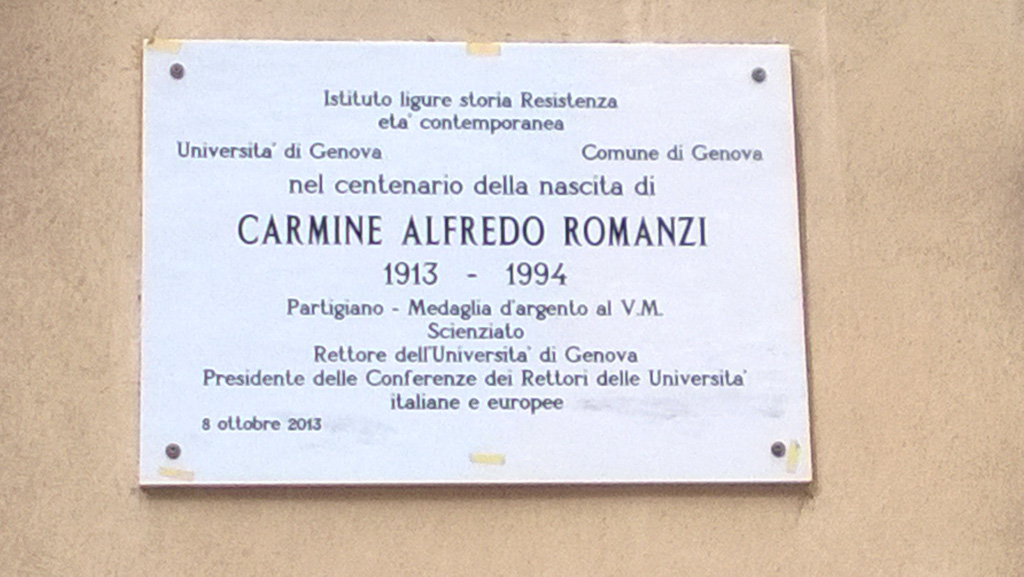 Istituto ligure storia Resistenza
eta' contemporanea
Universita' di Genova Comune di Genova
nel centenario della nascita di
CARMINE ALFREDO ROMANZI
1913 - 1994
Partigiano - Medaglia d'argento al V.M.
Scienziato
Rettore dell'Universita' di Genova
Presidente delle Conferenze dei Rettori delle Universita'
italiane e europee
8 ottobre 2013